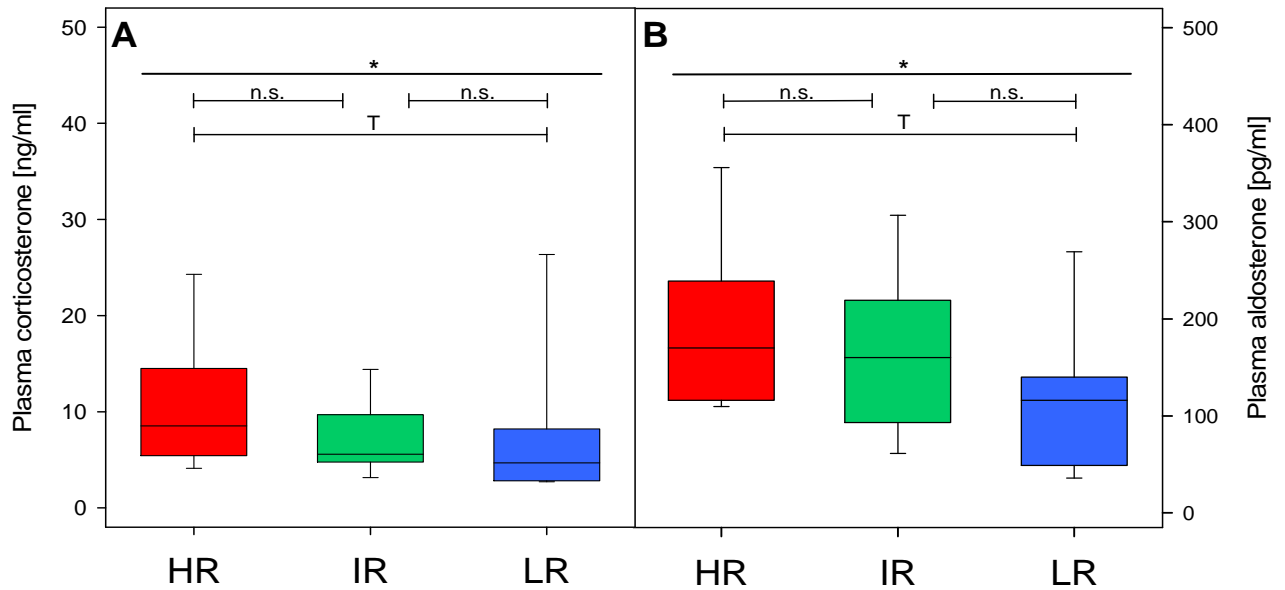 A
B
*
*
n.s.
n.s.
n.s.
n.s.
T
T
Plasma corticosterone [ng/ml]
50
40
30
20
10
0
500
400
300
200
100
0
Plasma aldosterone [pg/ml]
HR
IR
LR
HR
IR
LR